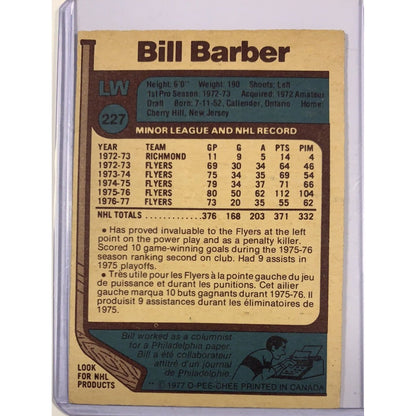 Bill Barber
LW
227
Height: 6'0" Weight: 190 Shoots: Left
1st Pro Season: 1972-73 Acquired: 1972 Amateur
Draft Born: 7-11-52, Callender, Ontario Home:
Cherry Hill, New Jersey
MINOR LEAGUE AND NHL RECORD
YEAR TEAM GP G A PTS PIM
1972-73 RICHMOND 11 9 5 14 4
1972-73 FLYERS 69 30 34 64 46
1973-74 FLYERS 75 34 35 69 54
1974-75 FLYERS 79 34 37 71 66
1975-76 FLYERS 80 50 62 112 104
1976-77 FLYERS 73 20 35 55 62
NHL TOTALS 376 168 203 371 332
• Has proved invaluable to the Flyers at the left
point on the power play and as a penalty killer.
Scored 10 game-winning goals during the 1975-76
season ranking second on club. Had 9 assists in
1975 playoffs.
• Très utile pour les Flyers à la pointe gauche du jeu
de puissance et durant les punitions. Cet ailier
gauche marqua 10 buts gagnants durant 1975-76. Il
produisit 9 assistances durant les éliminatoires de
1975.
Bill worked as a columnist
for a Philadelphia paper.
Bill a été collaborateur
attitré d'un journal
de Philadelphie.
LOOK
FOR NHL
PRODUCTS
** © 1977 O-PEE-CHEE PRINTED IN CANADA